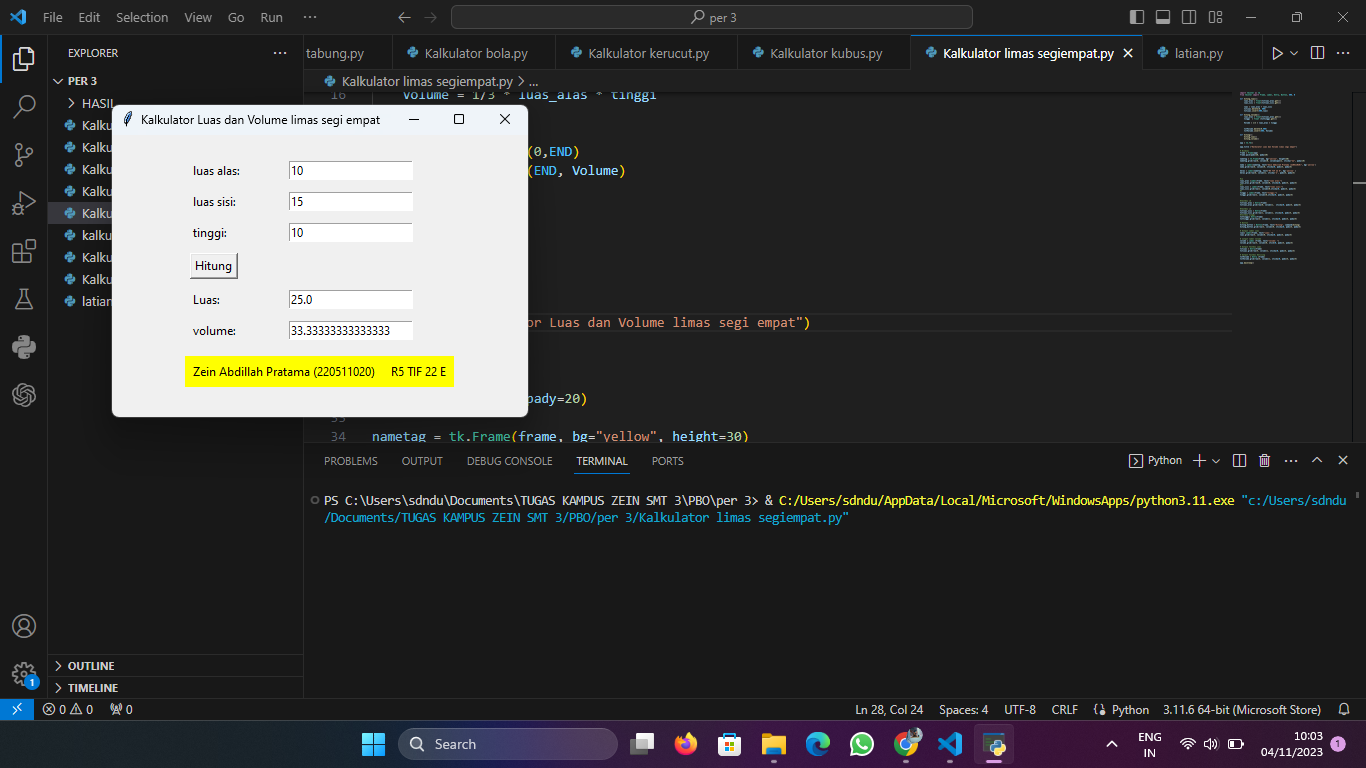 File Edit Selection View Go Run ···
per 3
EXPLORER
PER 3
HASIL
Kalku
Kalku
Kalku
Kalku
Kalku
kalku
Kalku
Kalku
latian
OUTLINE
TIMELINE
tabung.py Kalkulator bola.py Kalkulator kerucut.py Kalkulator kubus.py Kalkulator limas segiempat.py latian.py
Kalkulator limas segiempat.py > ...
16 Volume = 1/3 * luas_alas * tinggi
(0,END)
(END, Volume)
or Luas dan Volume limas segi empat")
pady=20)
33
34 nametag = tk.Frame(frame, bg="yellow", height=30)
Kalkulator Luas dan Volume limas segi empat
luas alas: 10
luas sisi: 15
tinggi: 10
Hitung
Luas: 25.0
volume: 33.33333333333333
Zein Abdillah Pratama (220511020) R5 TIF 22 E
PROBLEMS OUTPUT DEBUG CONSOLE TERMINAL PORTS
Python
PS C:\Users\sdndu\Documents\TUGAS KAMPUS ZEIN SMT 3\PBO\per 3> & C:/Users/sdndu/AppData/Local/Microsoft/WindowsApps/python3.11.exe "c:/Users/sdndu
/Documents/TUGAS KAMPUS ZEIN SMT 3/PBO/per 3/Kalkulator limas segiempat.py"
1
0 0 0
Ln 28, Col 24 Spaces: 4 UTF-8 CRLF Python 3.11.6 64-bit (Microsoft Store)
Search
ENG
IN
10:03
04/11/2023
1